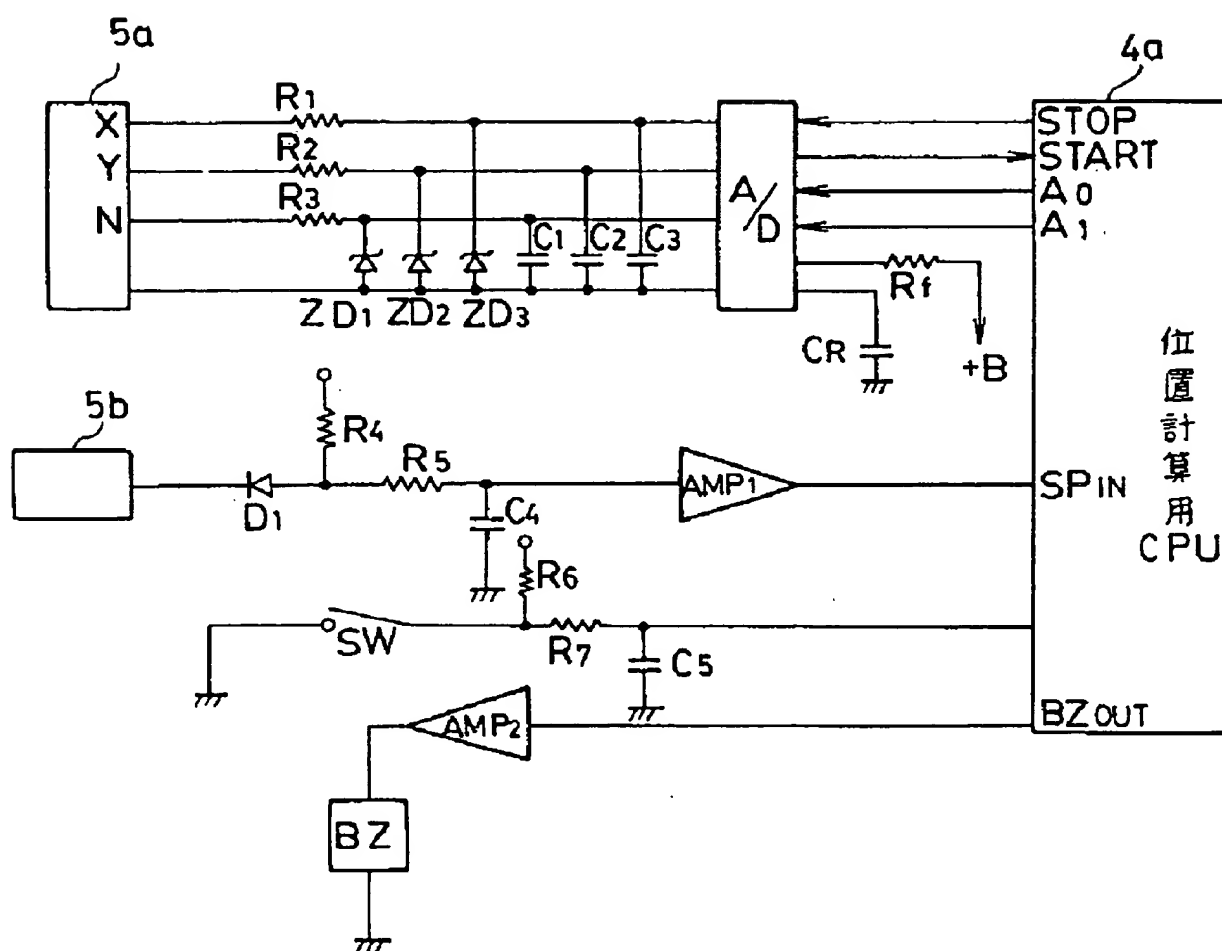 5a
4a
X
Y
N
R1
R2
R3
ZD1
ZD2
ZD3
C1
C2
C3
A/D
STOP
START
A0
A1
Rf
CR
+B
5b
D1
R4
R5
C4
AMP1
SPIN
位置計算用
CPU
SW
R6
R7
C5
AMP2
BZOUT
BZ